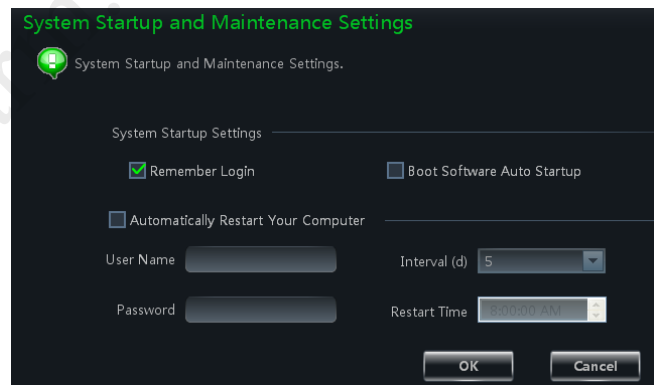 System Startup and Maintenance Settings
System Startup and Maintenance Settings.
System Startup Settings
Remember Login
Boot Software Auto Startup
Automatically Restart Your Computer
User Name
Interval (d)
5
Password
Restart Time
8:00:00 AM
OK
Cancel